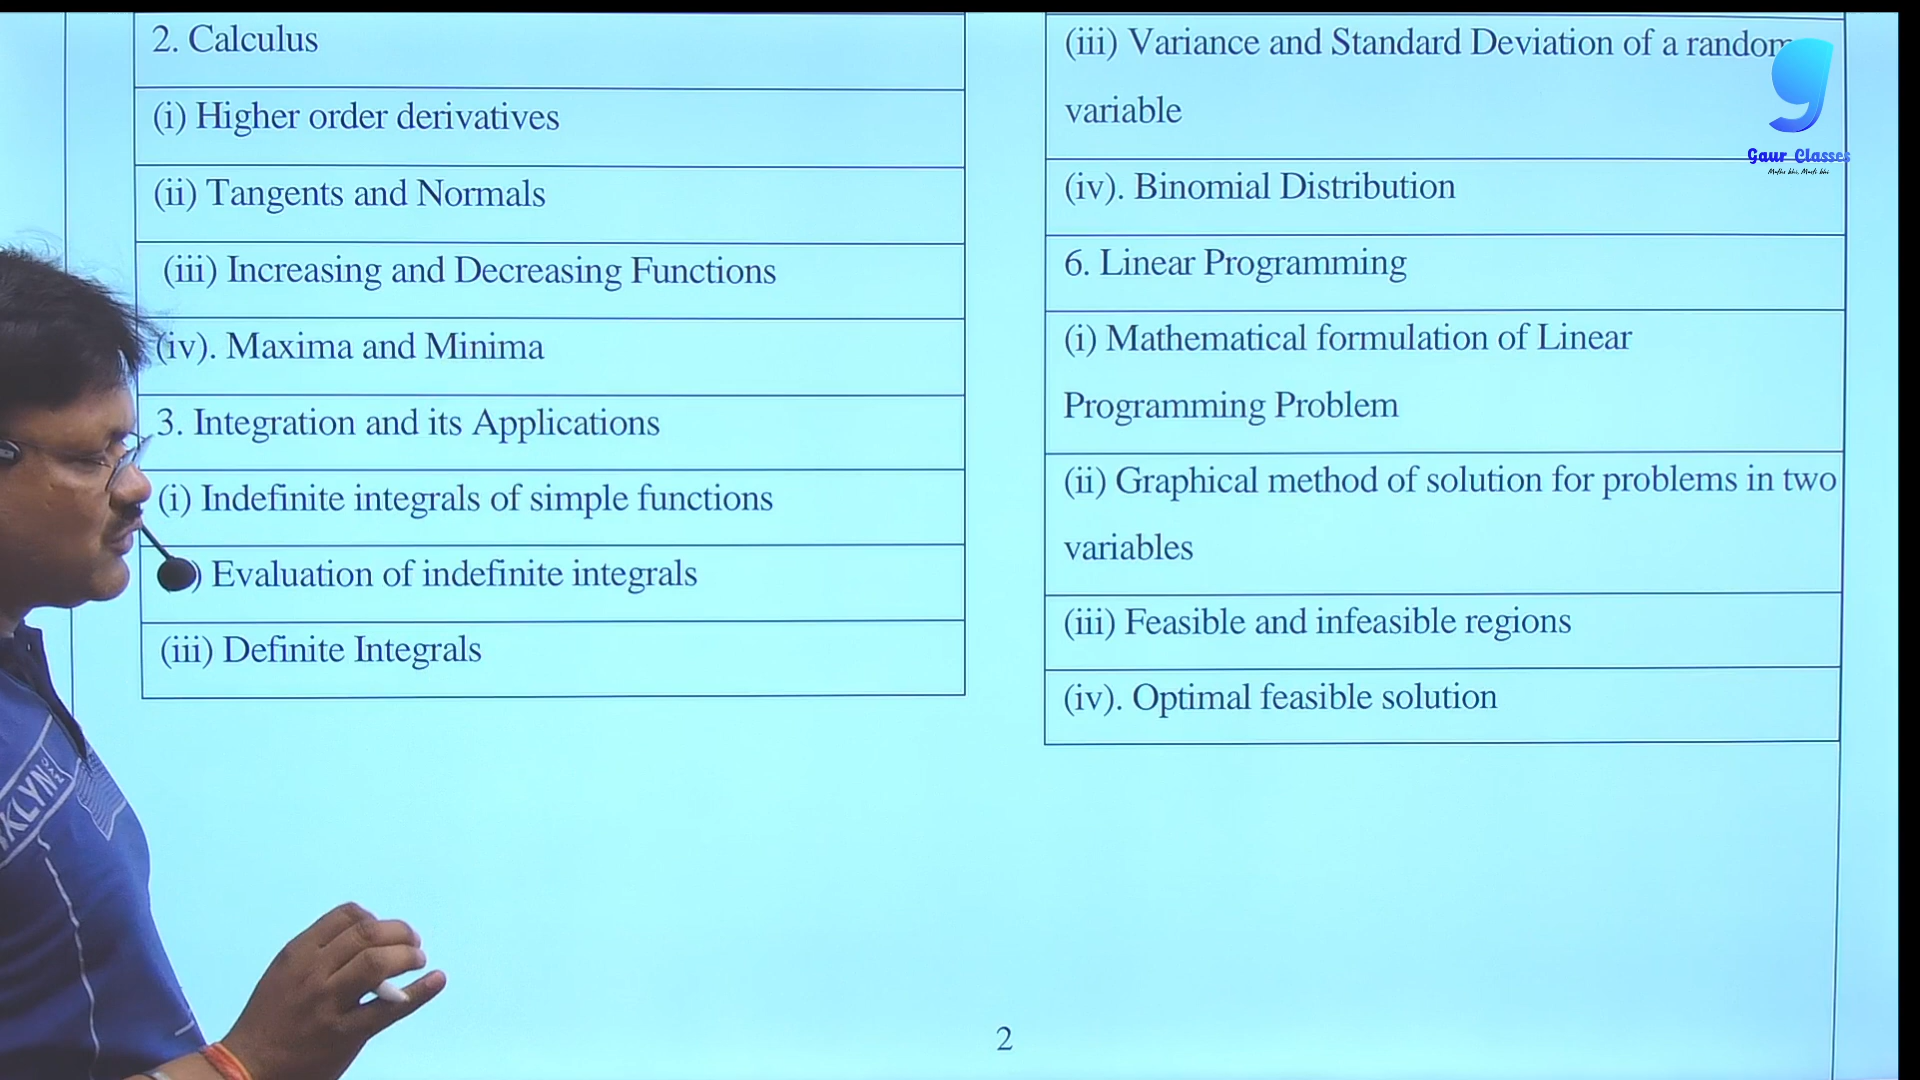 2. Calculus
(i) Higher order derivatives
(ii) Tangents and Normals
(iii) Increasing and Decreasing Functions
(iv). Maxima and Minima
3. Integration and its Applications
(i) Indefinite integrals of simple functions
) Evaluation of indefinite integrals
(iii) Definite Integrals
(iii) Variance and Standard Deviation of a random
variable
(iv). Binomial Distribution
6. Linear Programming
(i) Mathematical formulation of Linear
Programming Problem
(ii) Graphical method of solution for problems in two
variables
(iii) Feasible and infeasible regions
(iv). Optimal feasible solution
2
Gaur Classes
KLYN